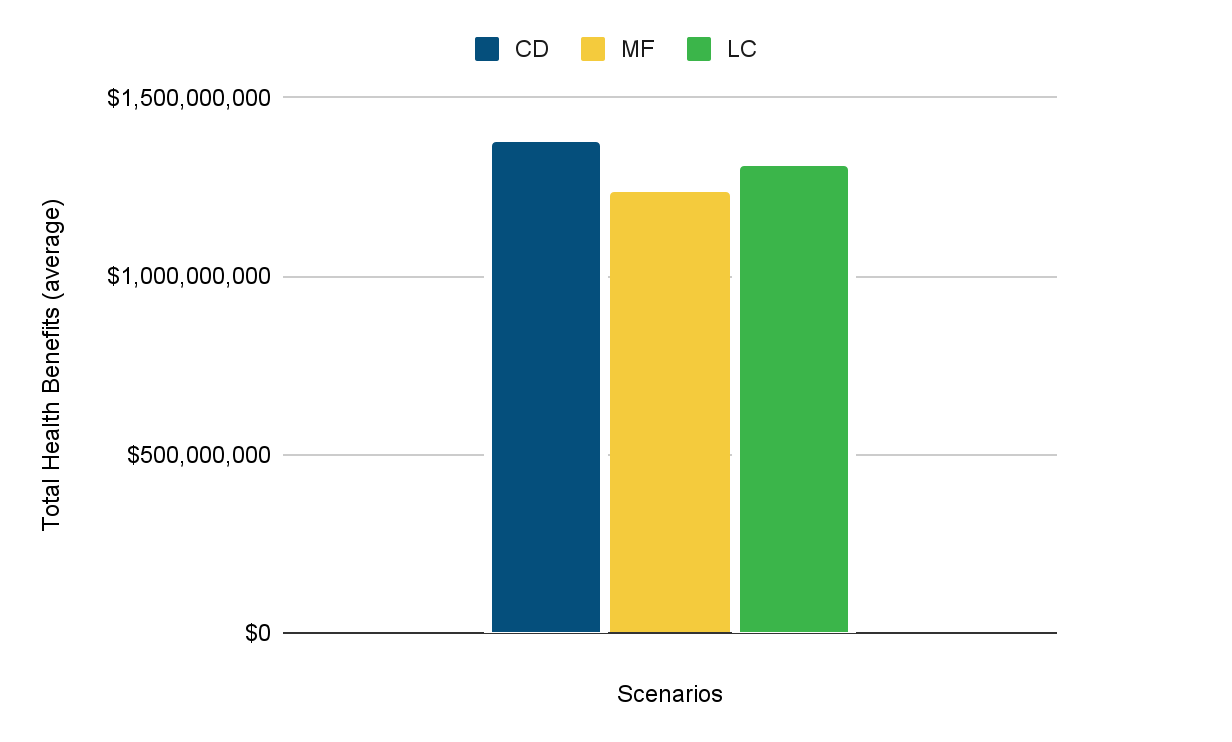 CD MF LC
$1,500,000,000
$1,000,000,000
$500,000,000
$0
Total Health Benefits (average)
Scenarios